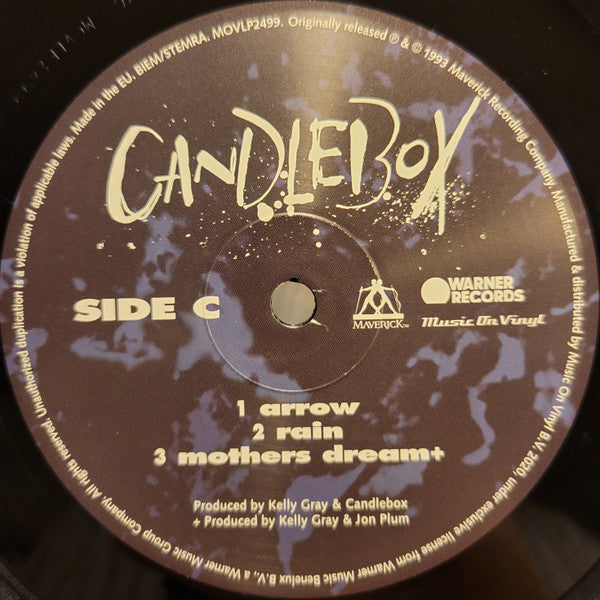 CANDLEBOX
SIDE C
MAVERICK™
WARNER
RECORDS
Music On Vinyl
1 arrow
2 rain
3 mothers dream+
Produced by Kelly Gray & Candlebox
+ Produced by Kelly Gray & Jon Plum
All rights reserved. Unauthorized duplication is a violation of applicable laws. Made in the EU. BIEM/STEMRA. MOVLP2499. Originally released ℗ & © 1993 Maverick Recording Company. Manufactured & distributed by Music On Vinyl B.V. 2020, under exclusive license from Warner Music Benelux B.V., a Warner Music Group Company.